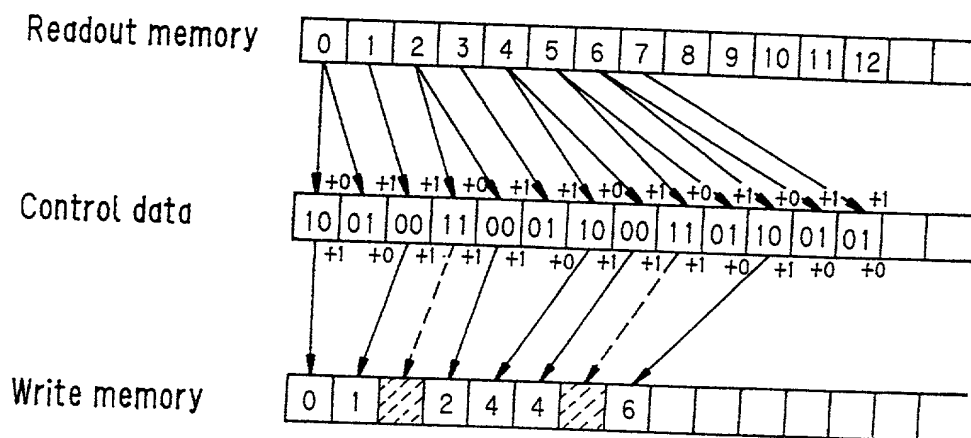 Readout memory 0 1 2 3 4 5 6 7 8 9 10 11 12
+0 +1 +1 +0 +1 +1 +0 +1 +0 +1 +0 +1 +1
Control data 10 01 00 11 00 01 10 00 11 01 10 01 01
+1 +0 +1 +1 +1 +0 +1 +1 +1 +0 +1 +0 +0
Write memory 0 1 2 4 4 6